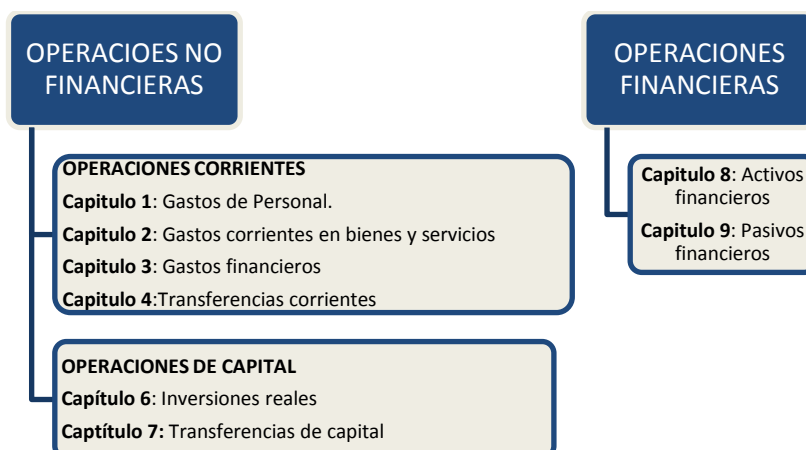 OPERACIOES NO
FINANCIERAS
OPERACIONES CORRIENTES
Capitulo 1: Gastos de Personal.
Capitulo 2: Gastos corrientes en bienes y servicios
Capitulo 3: Gastos financieros
Capitulo 4:Transferencias corrientes
OPERACIONES DE CAPITAL
Capítulo 6: Inversiones reales
Captítulo 7: Transferencias de capital
OPERACIONES
FINANCIERAS
Capitulo 8: Activos
financieros
Capitulo 9: Pasivos
financieros